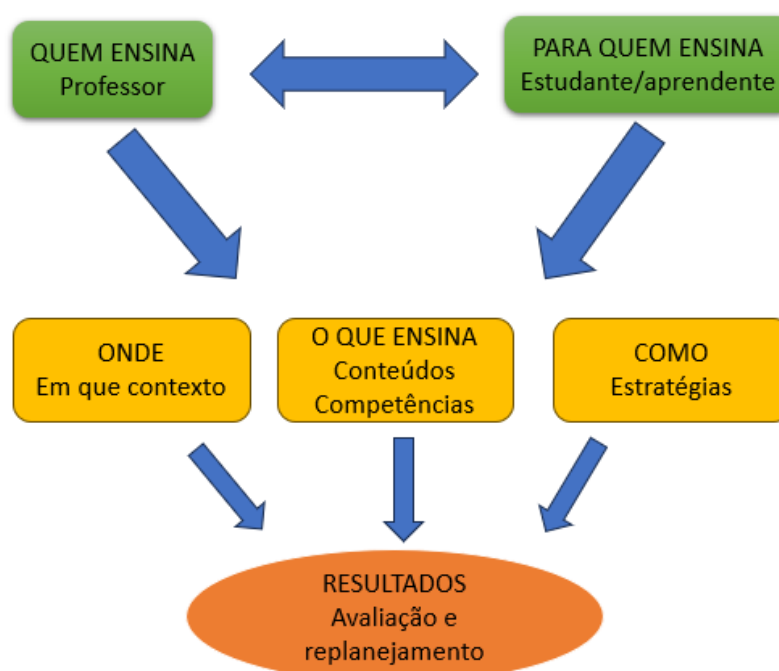 QUEM ENSINA
Professor
PARA QUEM ENSINA
Estudante/aprendente
ONDE
Em que contexto
O QUE ENSINA
Conteúdos
Competências
COMO
Estratégias
RESULTADOS
Avaliação e
replanejamento